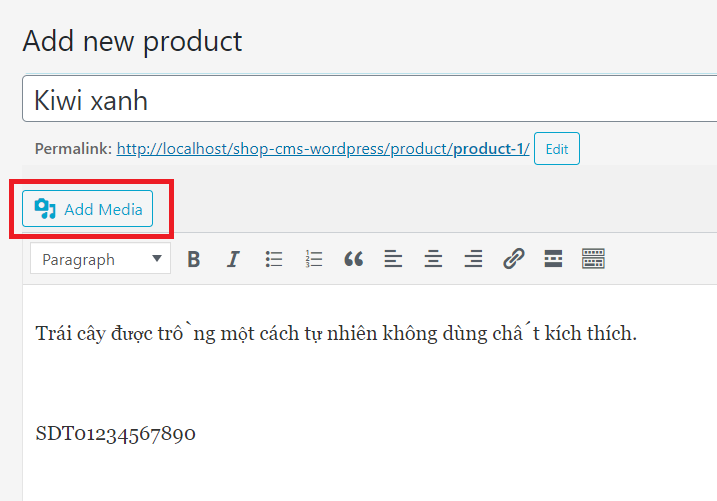 Add new product
Kiwi xanh
Permalink: http://localhost/shop-cms-wordpress/product/product-1/ Edit
Add Media
Paragraph B I
Trái cây được trồng một cách tự nhiên không dùng chất kích thích.
SDT01234567890